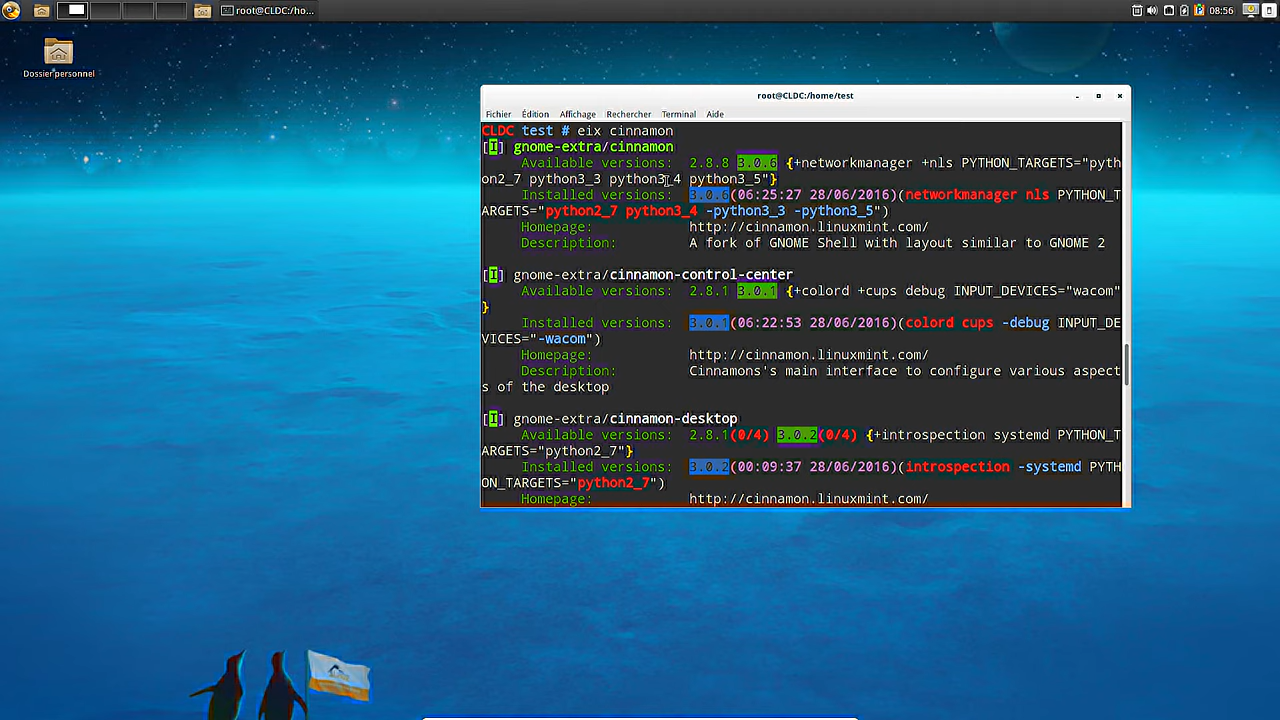 root@CLDC:/ho...
08:56
Dossier personnel
root@CLDC:/home/test
Fichier Édition Affichage Rechercher Terminal Aide
CLDC test # eix cinnamon
[I] gnome-extra/cinnamon
Available versions: 2.8.8 3.0.6 {+networkmanager +nls PYTHON_TARGETS="pyth
on2_7 python3_3 python3_4 python3_5"}
Installed versions: 3.0.6(06:25:27 28/06/2016)(networkmanager nls PYTHON_T
ARGETS="python2_7 python3_4 -python3_3 -python3_5")
Homepage: http://cinnamon.linuxmint.com/
Description: A fork of GNOME Shell with layout similar to GNOME 2
[I] gnome-extra/cinnamon-control-center
Available versions: 2.8.1 3.0.1 {+colord +cups debug INPUT_DEVICES="wacom"
}
Installed versions: 3.0.1(06:22:53 28/06/2016)(colord cups -debug INPUT_DE
VICES="-wacom")
Homepage: http://cinnamon.linuxmint.com/
Description: Cinnamons's main interface to configure various aspect
s of the desktop
[I] gnome-extra/cinnamon-desktop
Available versions: 2.8.1(0/4) 3.0.2(0/4) {+introspection systemd PYTHON_T
ARGETS="python2_7"}
Installed versions: 3.0.2(00:09:37 28/06/2016)(introspection -systemd PYTH
ON_TARGETS="python2_7")
Homepage: http://cinnamon.linuxmint.com/